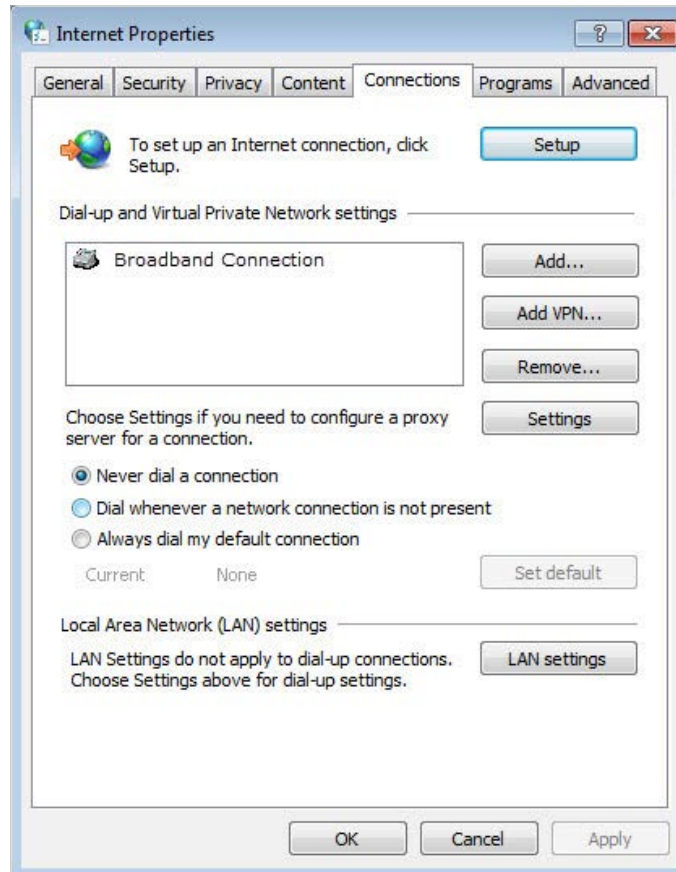 Internet Properties
General Security Privacy Content Connections Programs Advanced
To set up an Internet connection, click
Setup.
Setup
Dial-up and Virtual Private Network settings
Broadband Connection
Add...
Add VPN...
Remove...
Choose Settings if you need to configure a proxy
server for a connection.
Settings
Never dial a connection
Dial whenever a network connection is not present
Always dial my default connection
Current None
Set default
Local Area Network (LAN) settings
LAN Settings do not apply to dial-up connections.
Choose Settings above for dial-up settings.
LAN settings
OK Cancel Apply